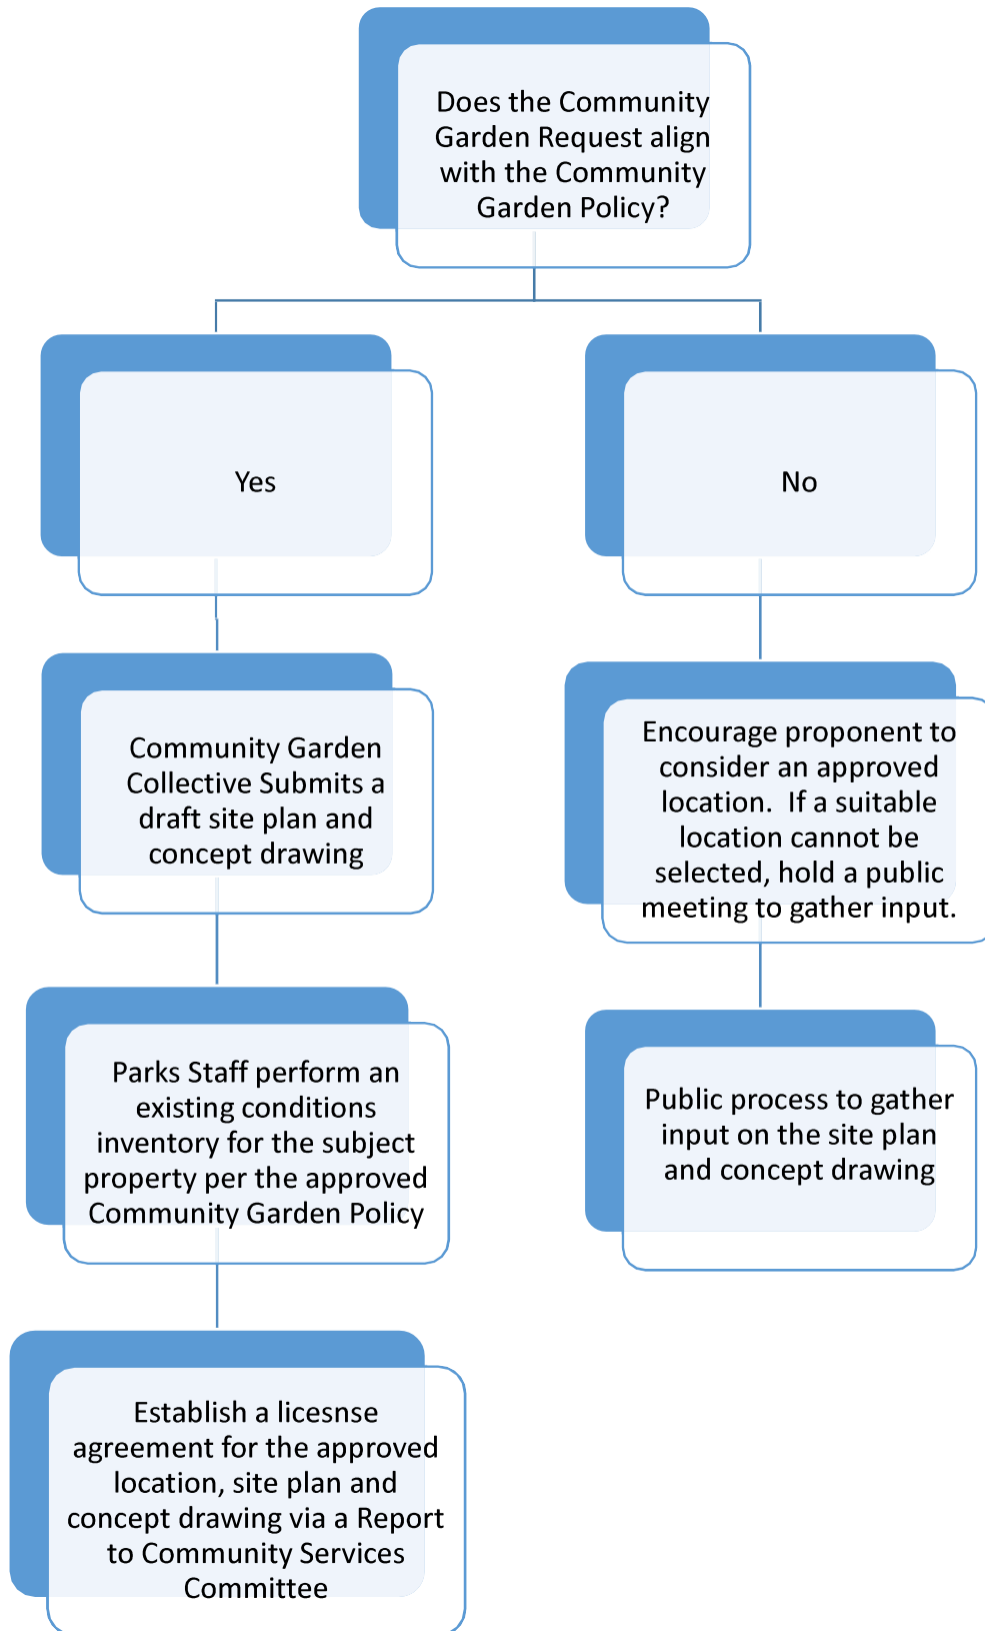 Does the Community
Garden Request align
with the Community
Garden Policy?
Yes
No
Community Garden
Collective Submits a
draft site plan and
concept drawing
Encourage proponent to
consider an approved
location.  If a suitable
location cannot be
selected, hold a public
meeting to gather input.
Parks Staff perform an
existing conditions
inventory for the subject
property per the approved
Community Garden Policy
Public process to gather
input on the site plan
and concept drawing
Establish a licesnse
agreement for the approved
location, site plan and
concept drawing via a Report
to Community Services
Committee